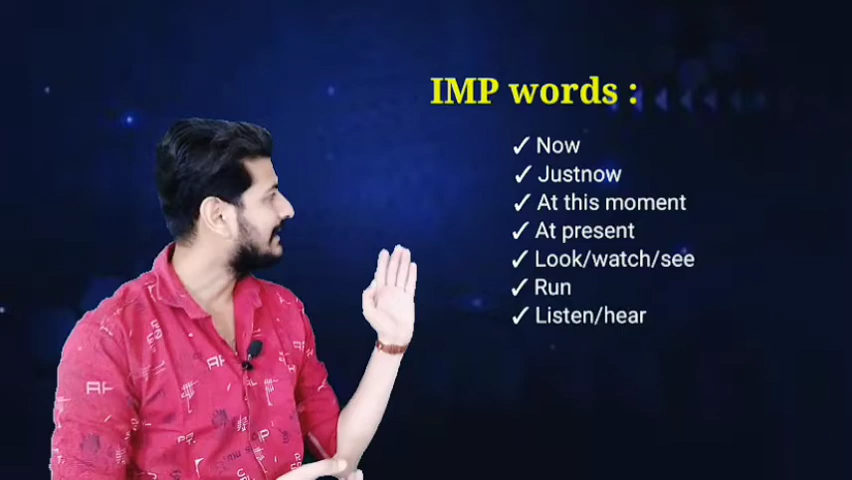 IMP words :
✓ Now
✓ Justnow
✓ At this moment
✓ At present
✓ Look/watch/see
✓ Run
✓ Listen/hear